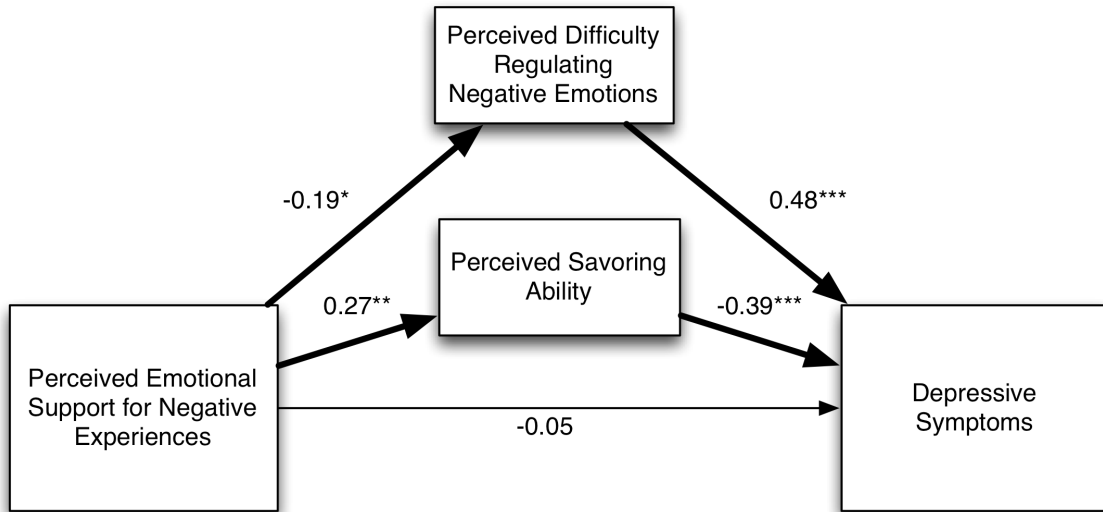 Perceived Difficulty
Regulating
Negative Emotions
-0.19*
0.48***
Perceived Savoring
Ability
0.27**
-0.39***
Perceived Emotional
Support for Negative
Experiences
Depressive
Symptoms
-0.05